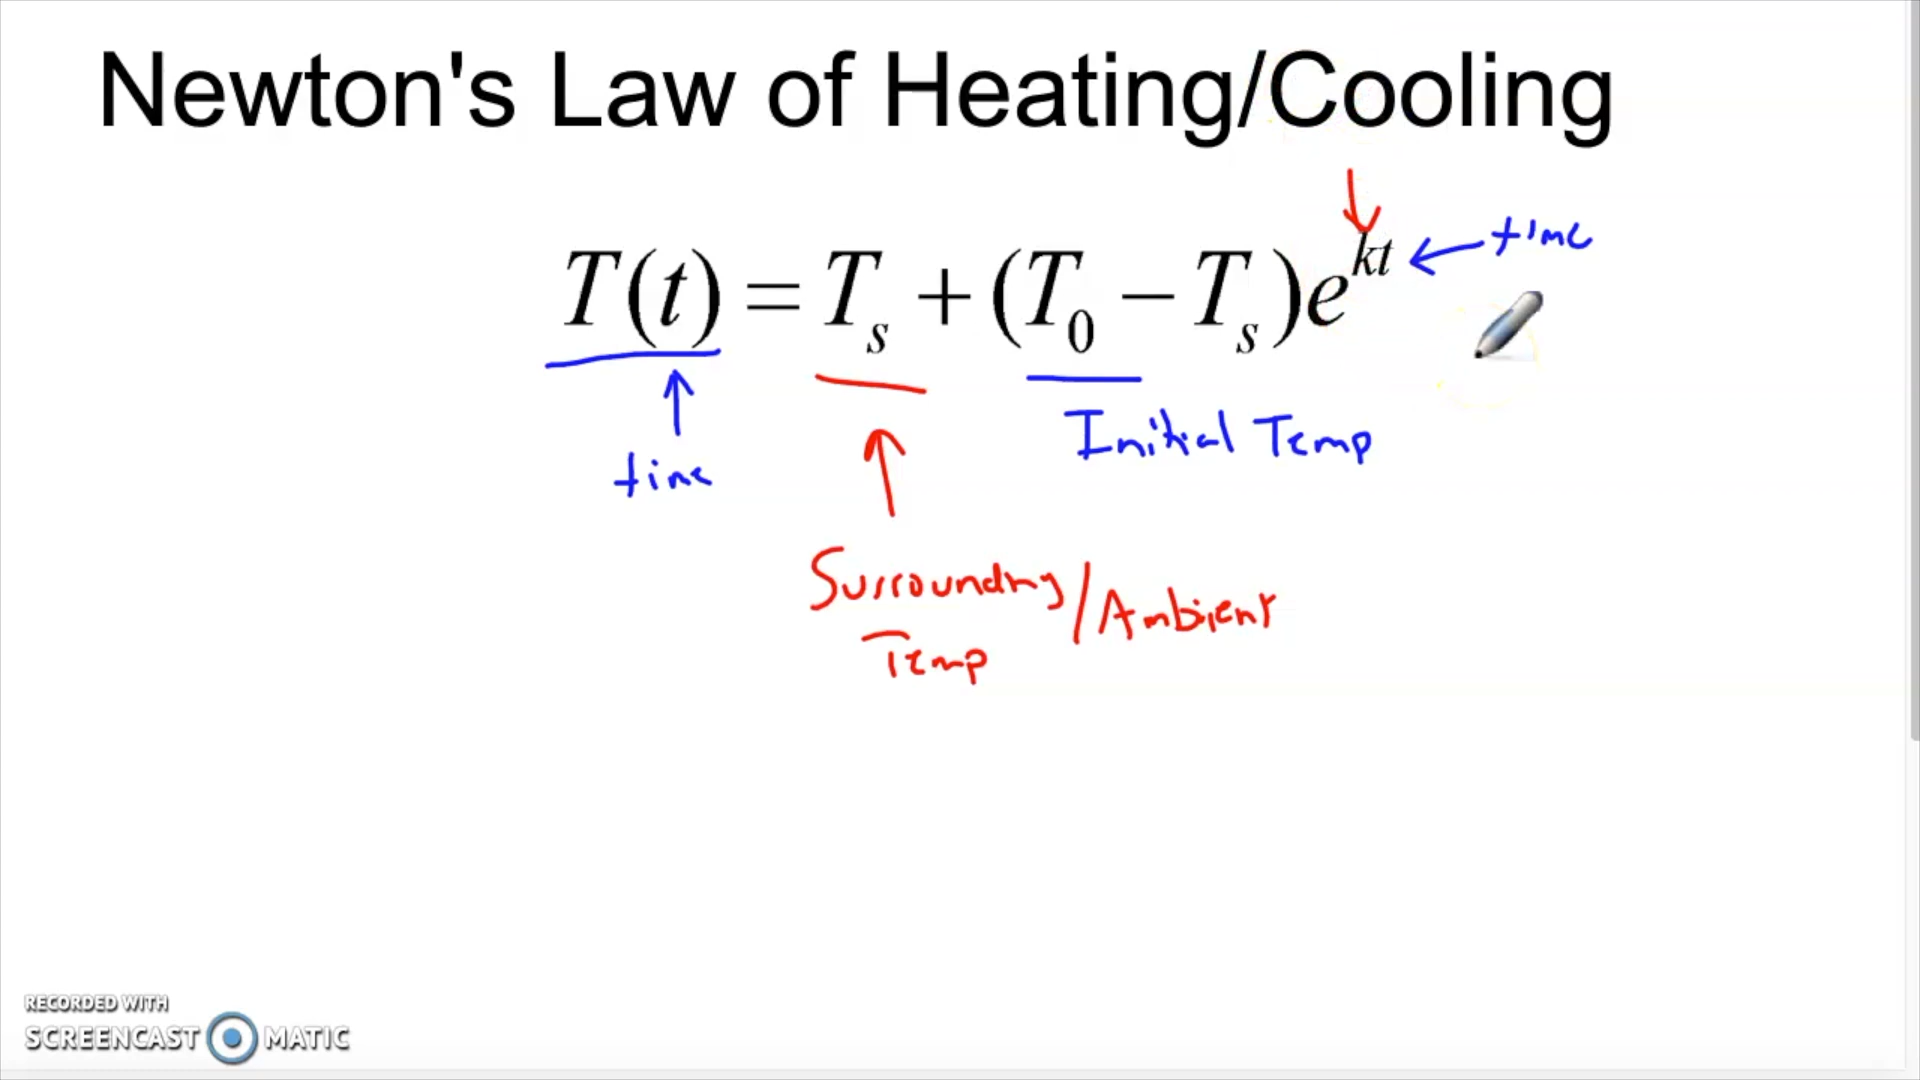 Newton's Law of Heating/Cooling
T(t) = T_s + (T_0 − T_s)e^{kt}
time
time
Initial Temp
Surrounding/Ambient
Temp
RECORDED WITH
SCREENCAST MATIC